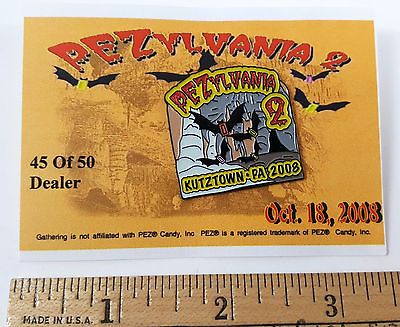 PEZYLVANIA 2
PEZYLVANIA
2
KUTZTOWN · PA 2008
45 Of 50
Dealer
Oct. 18, 2008
Gathering is not affiliated with PEZ® Candy, Inc PEZ® is a registered trademark of PEZ® Candy, Inc.
1 2 3
MADE IN U.S.A.